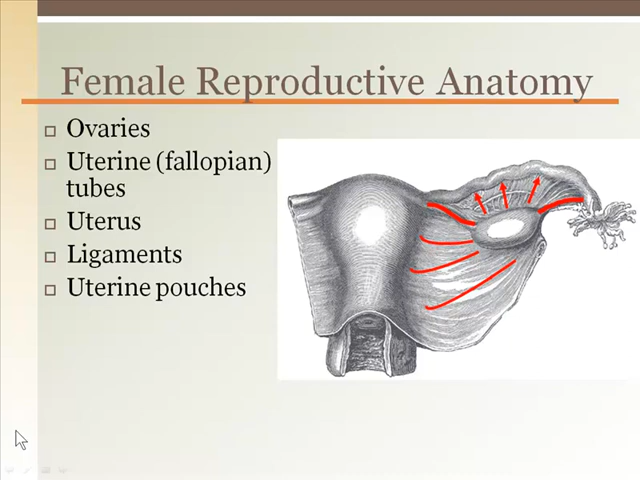 Female Reproductive Anatomy
Ovaries
Uterine (fallopian)
tubes
Uterus
Ligaments
Uterine pouches